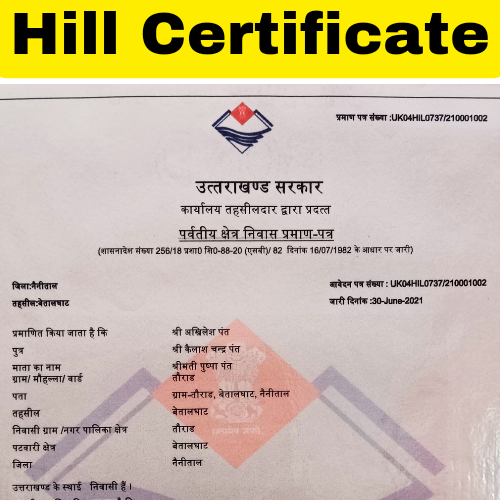 Hill Certificate
प्रमाण पत्र संख्या :UK04HIL0737/210001002
उत्तराखण्ड सरकार
कार्यालय तहसीलदार द्वारा प्रदत्त
पर्वतीय क्षेत्र निवास प्रमाण-पत्र
(शासनादेश संख्या 256/18 प्रशा0 सि0-88-20 (एसबी)/ 82 दिनांक 16/07/1982 के आधार पर जारी)
जिला:नैनीताल आवेदन पत्र संख्या : UK04HIL0737/210001002
तहसील:बेतालघाट जारी दिनांक :30-June-2021
प्रमाणित किया जाता है कि श्री अखिलेश पंत
पुत्र श्री कैलाश चन्द्र पंत
माता का नाम श्रीमती पुष्पा पंत
ग्राम/ मौहल्ला/ वार्ड तौराड
पता ग्राम-तौराड, बेतालघाट, नैनीताल
तहसील बेतालघाट
निवासी ग्राम /नगर पालिका क्षेत्र तौराड
पटवारी क्षेत्र बेतालघाट
जिला नैनीताल
उत्तराखण्ड के स्थाई निवासी हैं ।